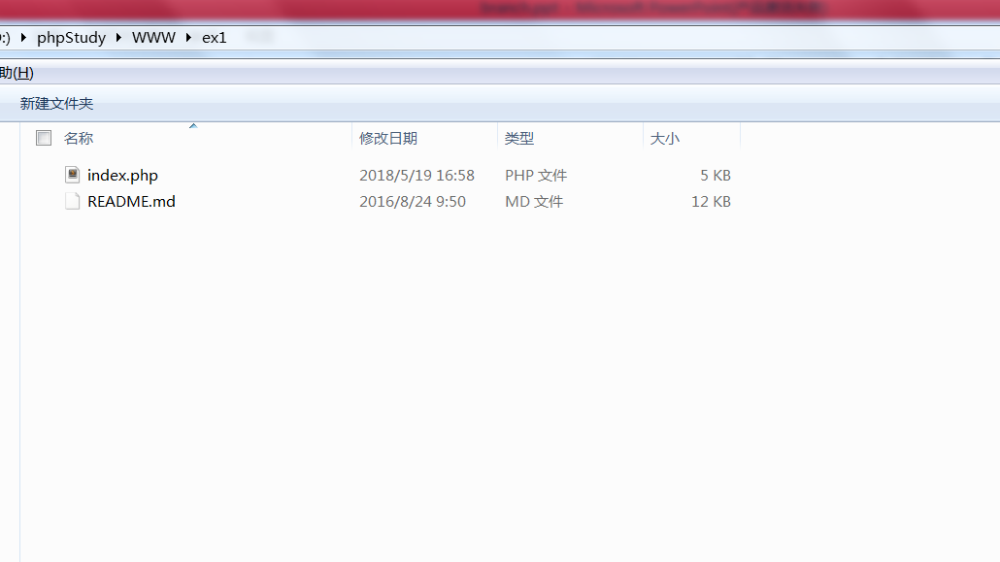 :) phpStudy WWW ex1
助(H)
新建文件夹
名称 修改日期 类型 大小
index.php 2018/5/19 16:58 PHP 文件 5 KB
README.md 2016/8/24 9:50 MD 文件 12 KB